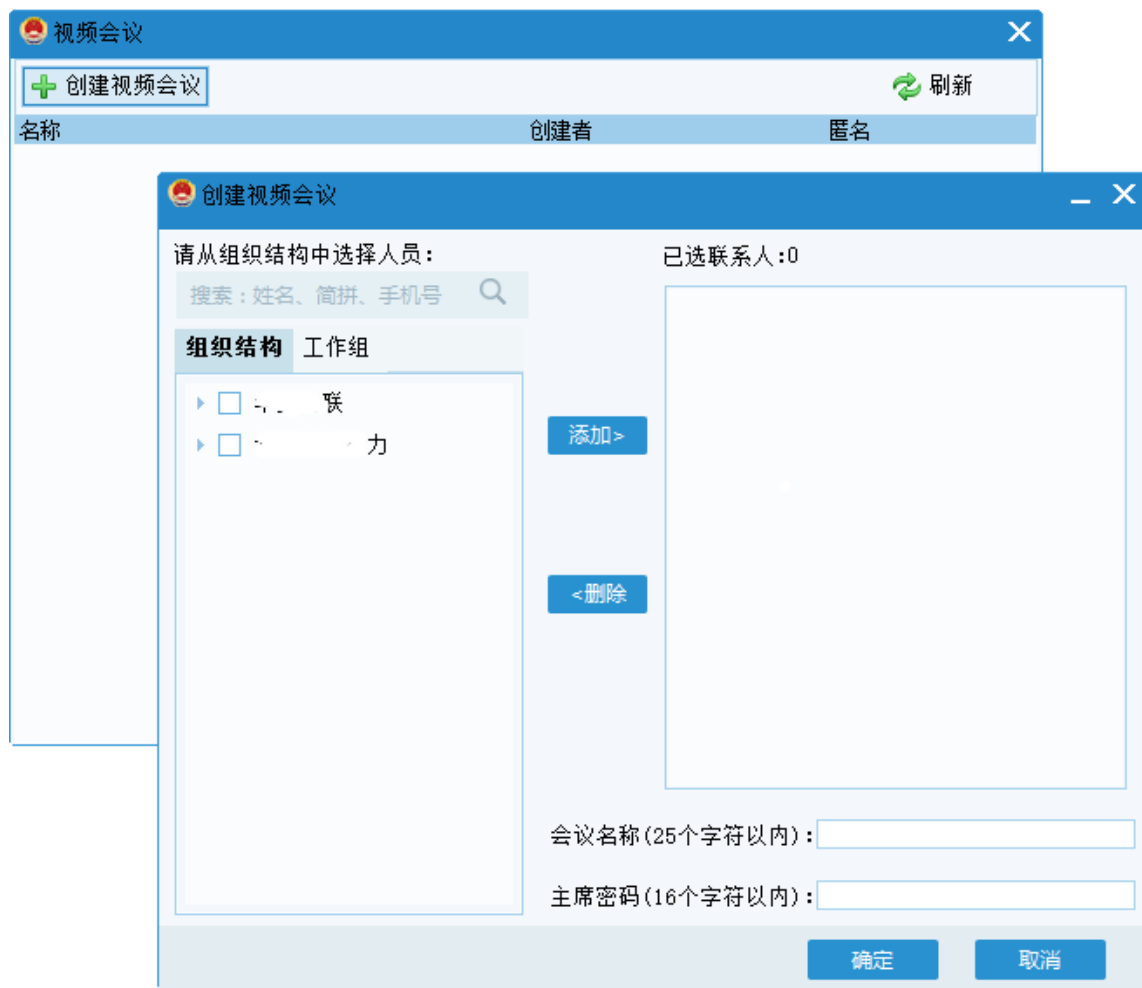 视频会议
创建视频会议 刷新
名称 创建者 匿名
创建视频会议
请从组织结构中选择人员: 已选联系人:0
搜索：姓名、简拼、手机号
组织结构 工作组
联
力
添加>
<删除
会议名称(25个字符以内):
主席密码(16个字符以内):
确定 取消